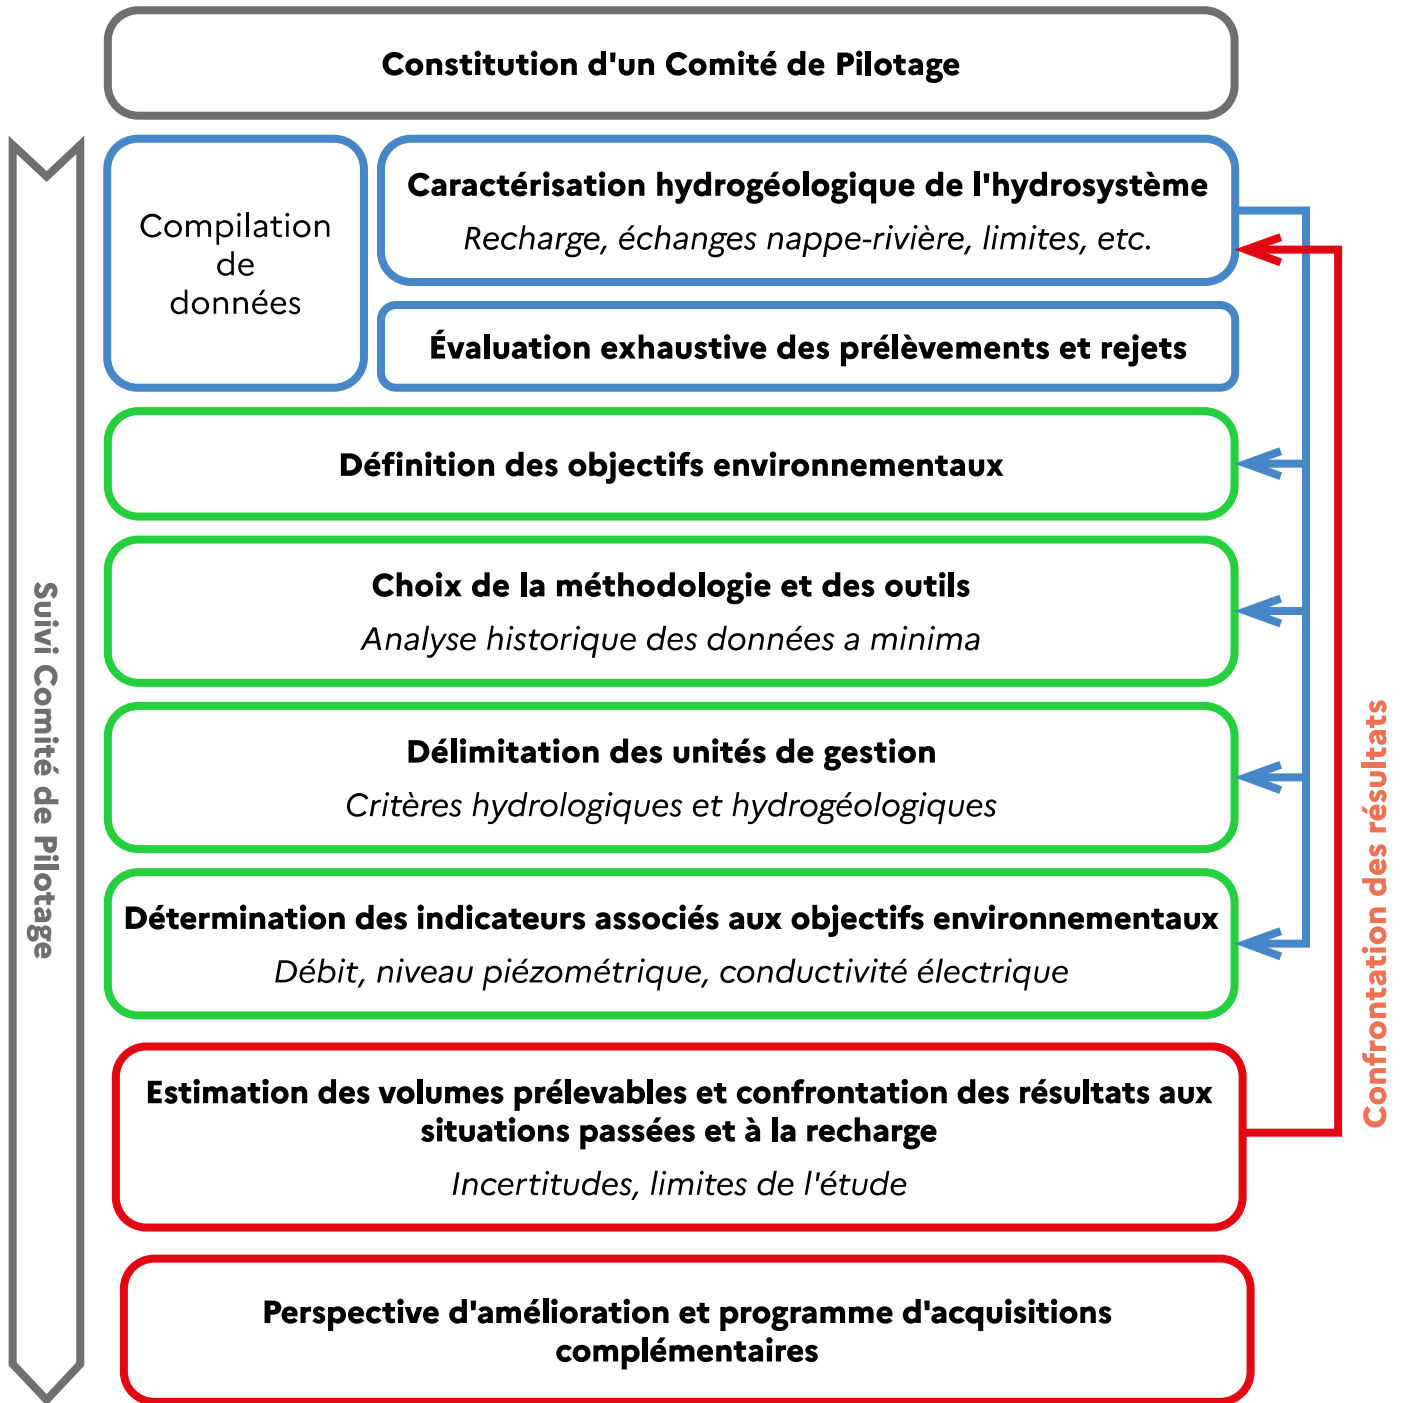 Constitution d'un Comité de Pilotage
Compilation
de
données
Caractérisation hydrogéologique de l'hydrosystème
Recharge, échanges nappe-rivière, limites, etc.
Évaluation exhaustive des prélèvements et rejets
Définition des objectifs environnementaux
Choix de la méthodologie et des outils
Analyse historique des données a minima
Délimitation des unités de gestion
Critères hydrologiques et hydrogéologiques
Détermination des indicateurs associés aux objectifs environnementaux
Débit, niveau piézométrique, conductivité électrique
Estimation des volumes prélevables et confrontation des résultats aux
situations passées et à la recharge
Incertitudes, limites de l'étude
Perspective d'amélioration et programme d'acquisitions
complémentaires
Suivi Comité de Pilotage
Confrontation des résultats